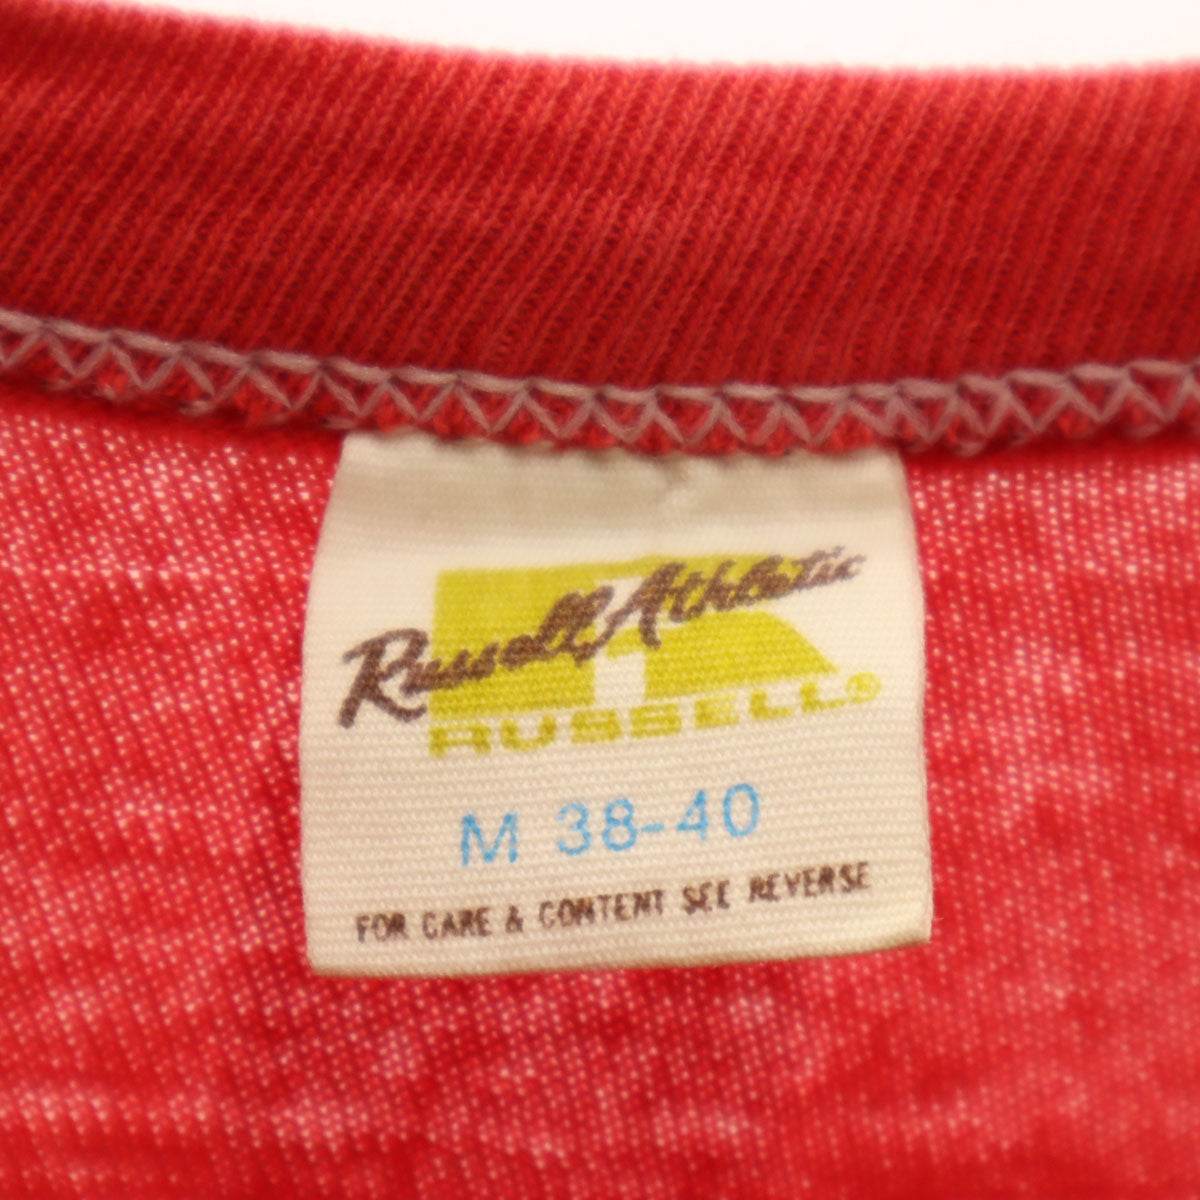 Russell Athletic
RUSSELL®
M 38-40
FOR CARE & CONTENT SEE REVERSE